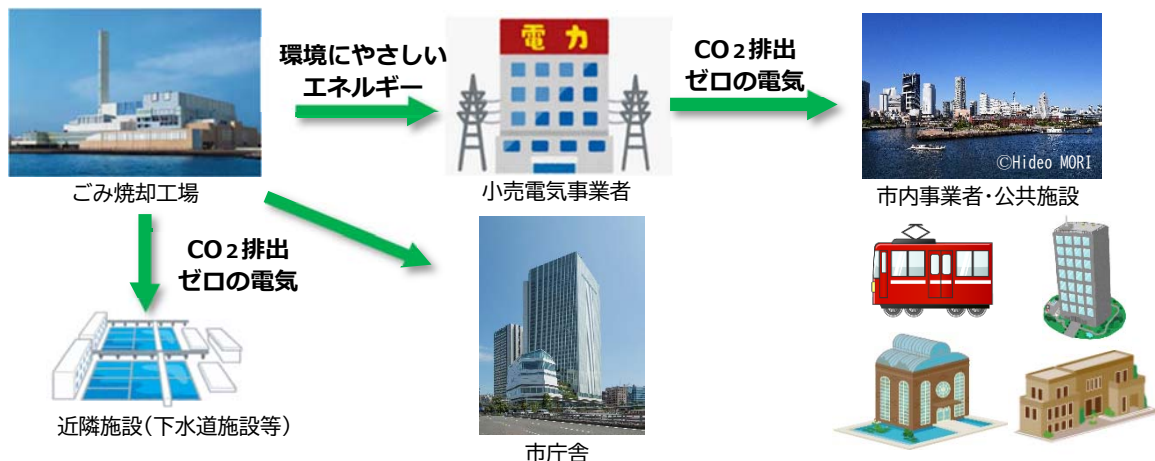 環境にやさしい
エネルギー
電力
CO2排出
ゼロの電気
©Hideo MORI
ごみ焼却工場
小売電気事業者
市内事業者・公共施設
CO2排出
ゼロの電気
近隣施設(下水道施設等)
市庁舎